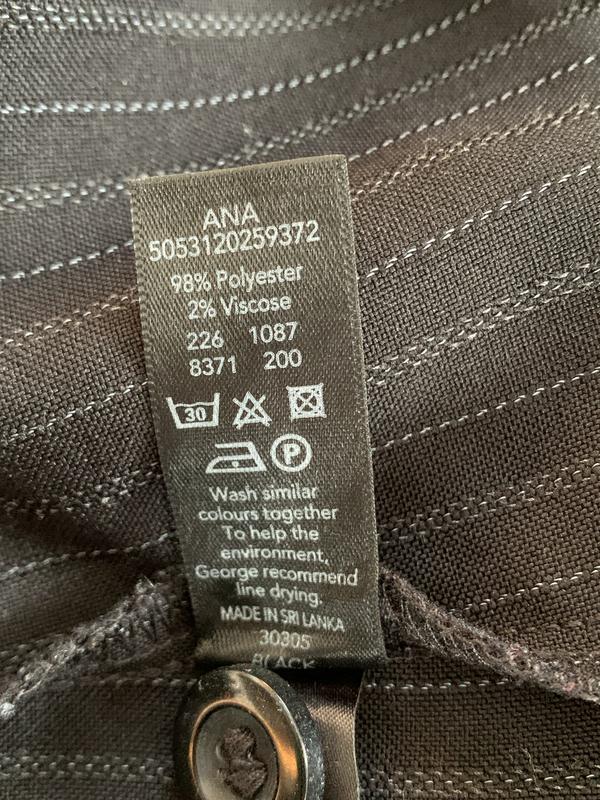 ANA
5053120259372
98% Polyester
2% Viscose
226 1087
8371 200
30
P
Wash similar
colours together
To help the
environment,
George recommend
line drying.
MADE IN SRI LANKA
30305
BLACK